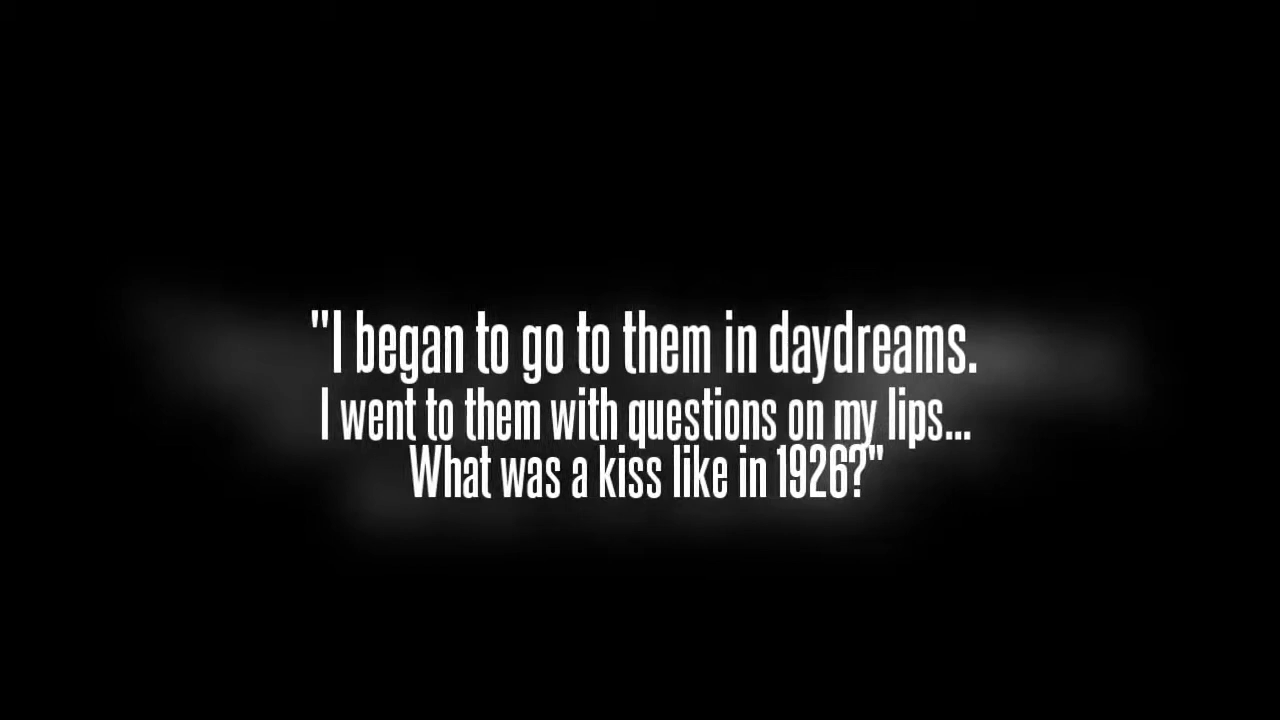 "I began to go to them in daydreams.
I went to them with questions on my lips...
What was a kiss like in 1926?"